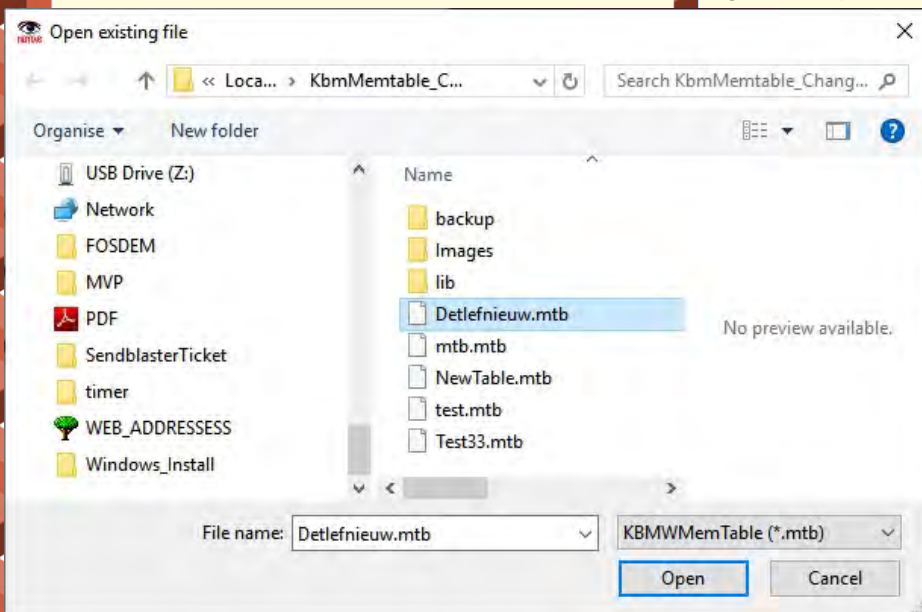 Open existing file
« Loca... › KbmMemtable_C...
Search KbmMemtable_Chang...
Organise
New folder
USB Drive (Z:)
Network
FOSDEM
MVP
PDF
SendblasterTicket
timer
WEB_ADDRESSESS
Windows_Install
Name
backup
Images
lib
Detlefnieuw.mtb
mtb.mtb
NewTable.mtb
test.mtb
Test33.mtb
No preview available.
File name: Detlefnieuw.mtb
KBMWMemTable (*.mtb)
Open
Cancel